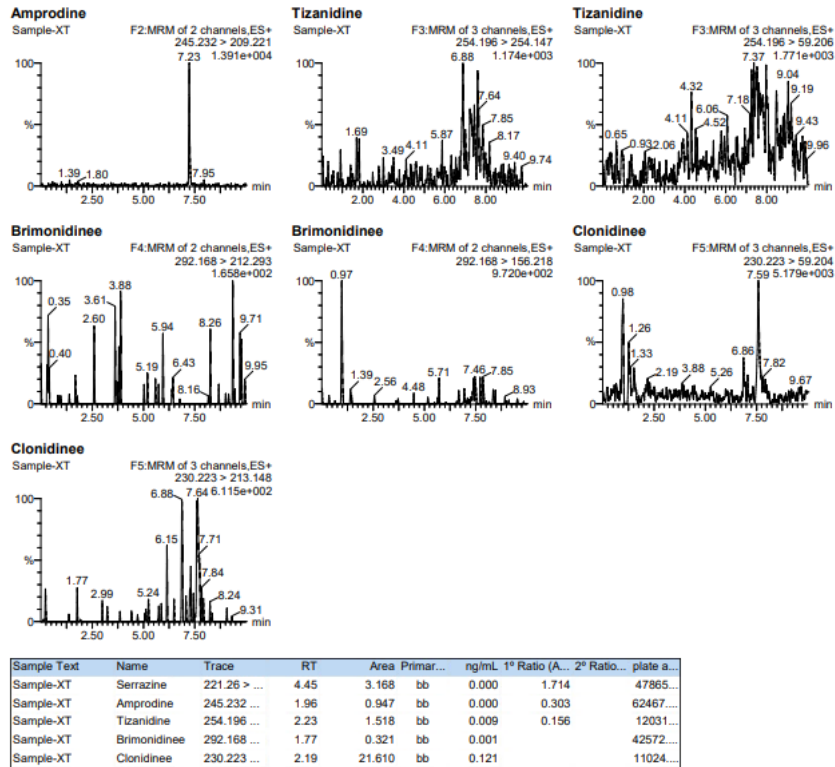 Amprodine
Sample-XT F2:MRM of 2 channels,ES+
245.232 > 209.221
7.23 1.391e+004
100
%
0
1.39 1.80 7.95
2.50 5.00 7.50 min
Tizanidine
Sample-XT F3:MRM of 3 channels,ES+
254.196 > 254.147
6.88 1.174e+003
100
7.64
7.85
%
1.69 3.49 4.11 5.87 8.17
9.40 9.74
0
2.00 4.00 6.00 8.00 min
Tizanidine
Sample-XT F3:MRM of 3 channels,ES+
254.196 > 59.206
7.37 1.771e+003
100
4.32 9.04
7.18 9.19
6.06
4.11 4.52 9.43
%
0.65 0.93 2.06 9.96
0
2.00 4.00 6.00 8.00 min
Brimonidinee
Sample-XT F4:MRM of 2 channels,ES+
292.168 > 212.293
1.658e+002
100
3.88
0.35 3.61
2.60 5.94 8.26 9.71
%
0.40 5.19 6.43 9.95
8.16
0
2.50 5.00 7.50 min
Brimonidinee
Sample-XT F4:MRM of 2 channels,ES+
292.168 > 156.218
9.720e+002
0.97
100
%
1.39 2.56 4.48 5.71 7.46 7.85 8.93
0
2.50 5.00 7.50 min
Clonidinee
Sample-XT F5:MRM of 3 channels,ES+
230.223 > 59.204
7.59 5.179e+003
100
0.98
1.26
%
1.33 2.19 3.88 5.26 6.86 7.82 9.67
0
2.50 5.00 7.50 min
Clonidinee
Sample-XT F5:MRM of 3 channels,ES+
230.223 > 213.148
6.88 7.64 6.115e+002
100
6.15 7.71
%
1.77 2.99 5.24 7.84 8.24 9.31
0
2.50 5.00 7.50 min
Sample Text Name Trace RT Area Primar... ng/mL 1º Ratio (A... 2º Ratio... plate a...
Sample-XT Serrazine 221.26 > ... 4.45 3.168 bb 0.000 1.714 47865....
Sample-XT Amprodine 245.232 ... 1.96 0.947 bb 0.000 0.303 62467....
Sample-XT Tizanidine 254.196 ... 2.23 1.518 bb 0.009 0.156 12031....
Sample-XT Brimonidinee 292.168 ... 1.77 0.321 bb 0.001 42572....
Sample-XT Clonidinee 230.223 ... 2.19 21.610 bb 0.121 11024....